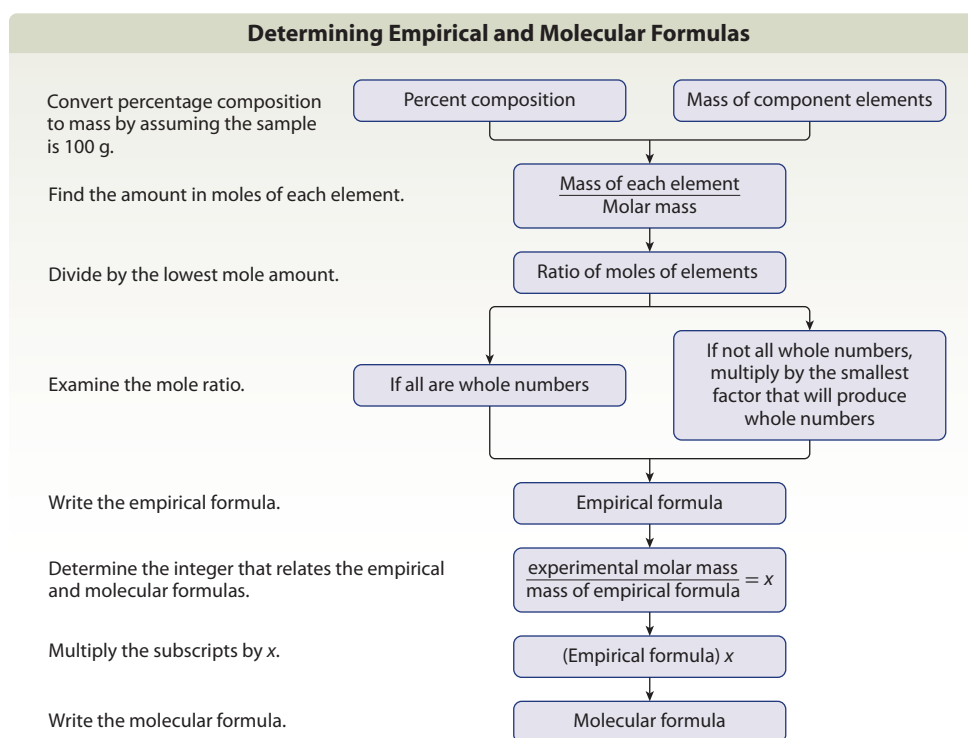 Determining Empirical and Molecular Formulas
Convert percentage composition
to mass by assuming the sample
is 100 g.
Percent composition
Mass of component elements
Find the amount in moles of each element.
Mass of each element
Molar mass
Divide by the lowest mole amount.
Ratio of moles of elements
Examine the mole ratio.
If all are whole numbers
If not all whole numbers,
multiply by the smallest
factor that will produce
whole numbers
Write the empirical formula.
Empirical formula
Determine the integer that relates the empirical
and molecular formulas.
experimental molar mass
mass of empirical formula
= x
Multiply the subscripts by x.
(Empirical formula) x
Write the molecular formula.
Molecular formula